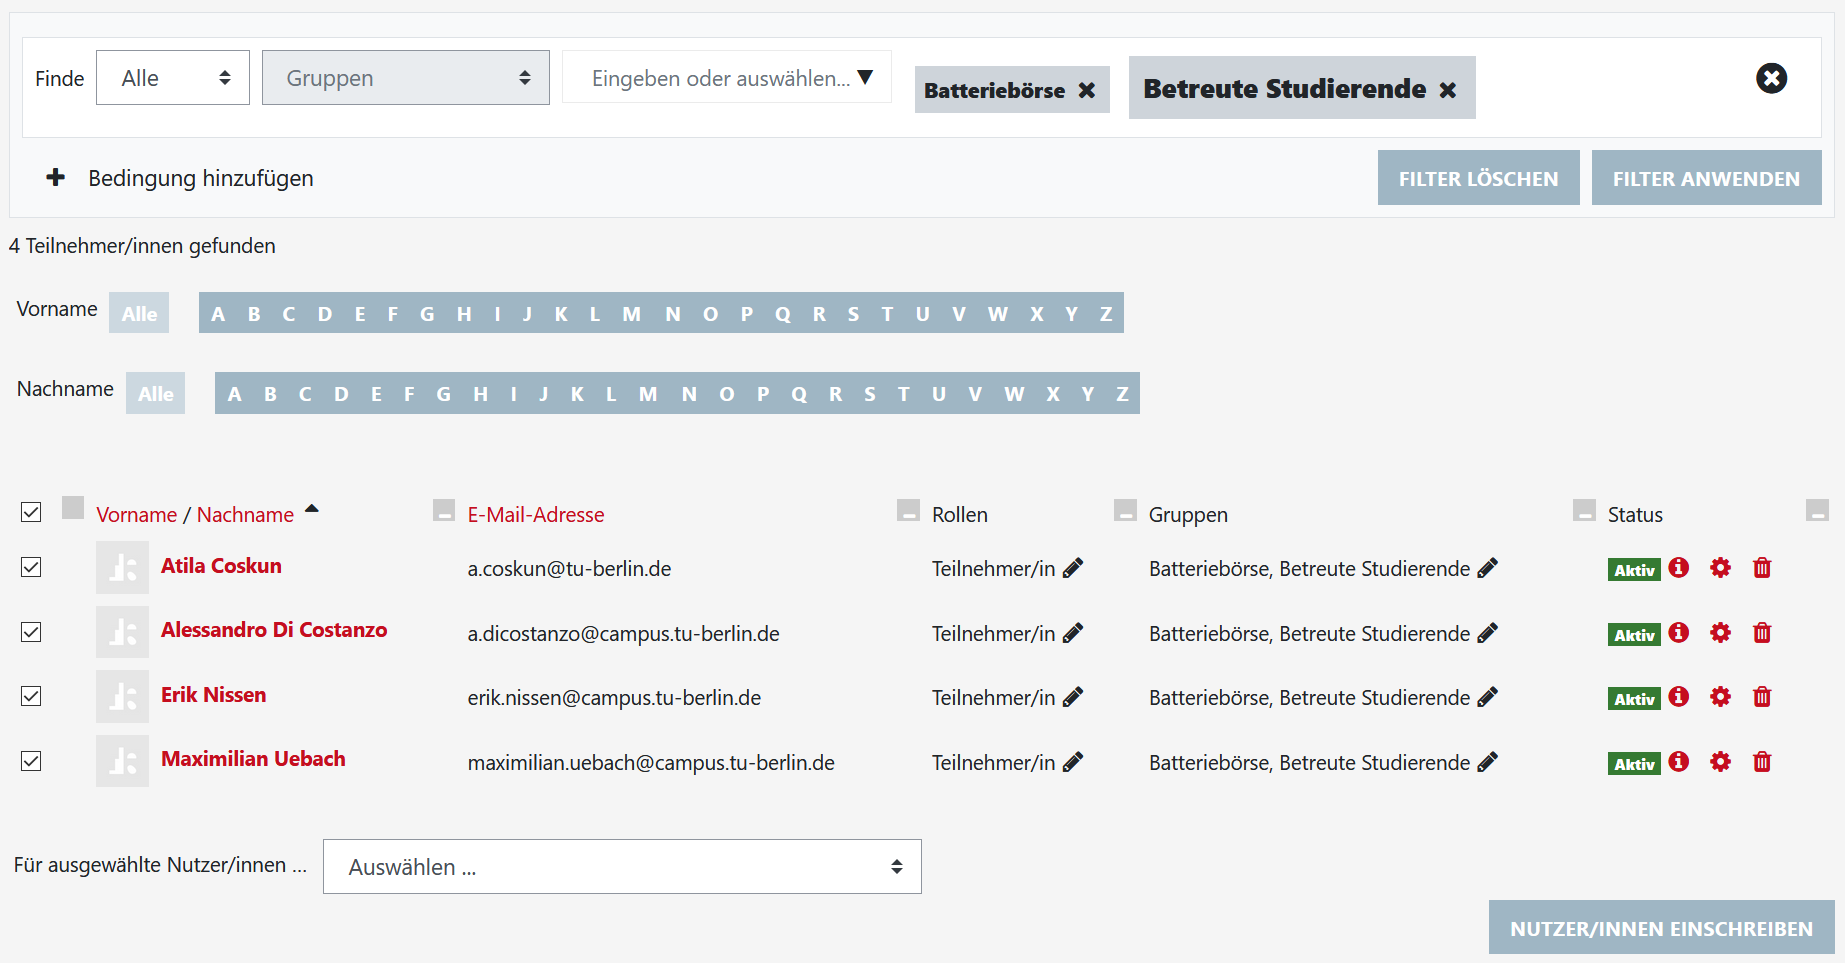 Finde Alle Gruppen Eingeben oder auswählen... ▼ Batteriebörse ✖ Betreute Studierende ✖
Bedingung hinzufügen FILTER LÖSCHEN FILTER ANWENDEN
4 Teilnehmer/innen gefunden
Vorname Alle A B C D E F G H I J K L M N O P Q R S T U V W X Y Z
Nachname Alle A B C D E F G H I J K L M N O P Q R S T U V W X Y Z
Vorname / Nachname E-Mail-Adresse Rollen Gruppen Status
Atila Coskun a.coskun@tu-berlin.de Teilnehmer/in Batteriebörse, Betreute Studierende Aktiv
Alessandro Di Costanzo a.dicostanzo@campus.tu-berlin.de Teilnehmer/in Batteriebörse, Betreute Studierende Aktiv
Erik Nissen erik.nissen@campus.tu-berlin.de Teilnehmer/in Batteriebörse, Betreute Studierende Aktiv
Maximilian Uebach maximilian.uebach@campus.tu-berlin.de Teilnehmer/in Batteriebörse, Betreute Studierende Aktiv
Für ausgewählte Nutzer/innen ... Auswählen ...
NUTZER/INNEN EINSCHREIBEN